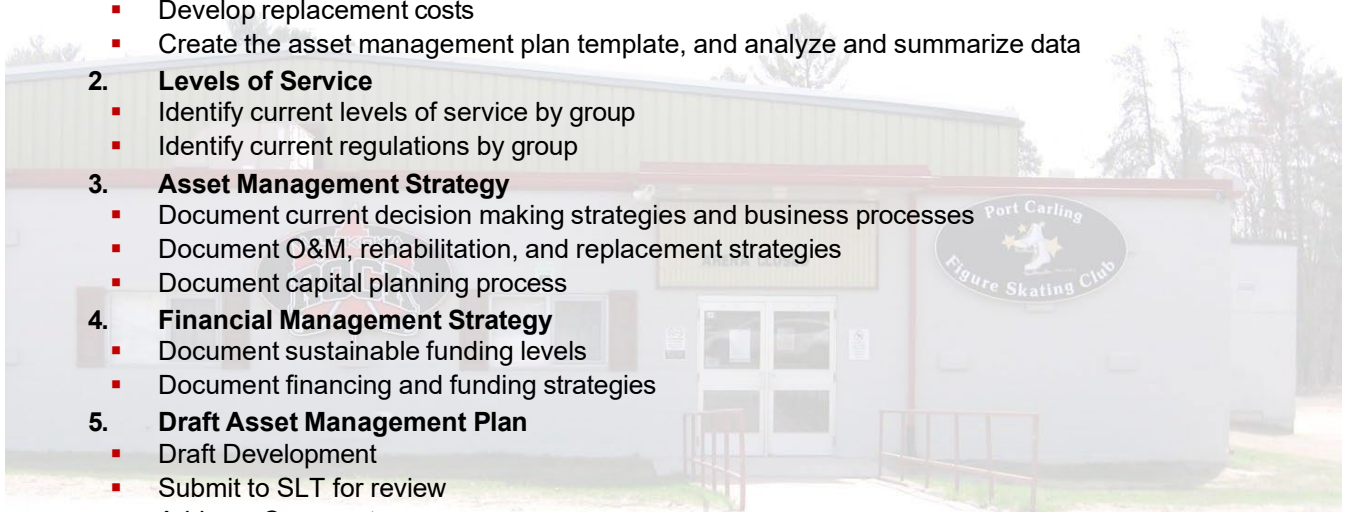 ▪ Develop replacement costs
▪ Create the asset management plan template, and analyze and summarize data
2. Levels of Service
▪ Identify current levels of service by group
▪ Identify current regulations by group
3. Asset Management Strategy
▪ Document current decision making strategies and business processes
▪ Document O&M, rehabilitation, and replacement strategies
▪ Document capital planning process
4. Financial Management Strategy
▪ Document sustainable funding levels
▪ Document financing and funding strategies
5. Draft Asset Management Plan
▪ Draft Development
▪ Submit to SLT for review
Port Carling
Figure Skating Club
ARENA